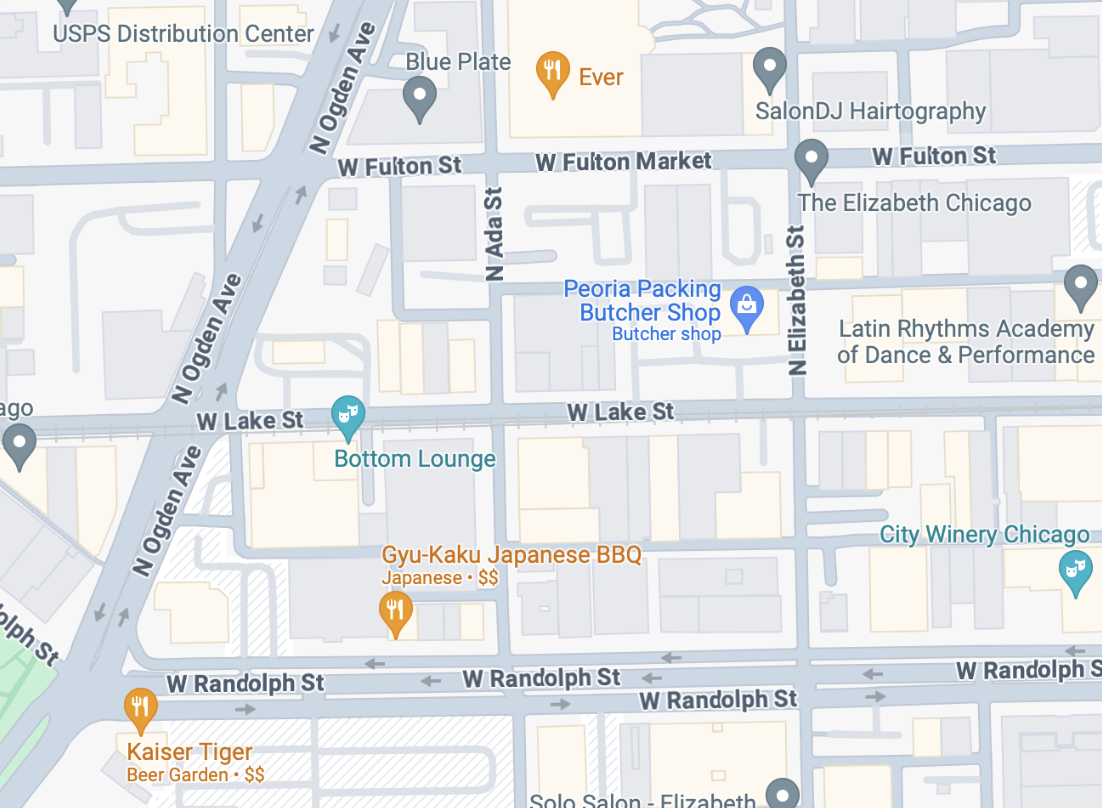 USPS Distribution Center
N Ogden Ave
Blue Plate
Ever
SalonDJ Hairtography
W Fulton St
W Fulton Market
W Fulton St
The Elizabeth Chicago
N Ada St
N Elizabeth St
N Ogden Ave
Peoria Packing
Butcher Shop
Butcher shop
Latin Rhythms Academy
of Dance & Performance
ago
W Lake St
W Lake St
Bottom Lounge
N Ogden Ave
City Winery Chicago
Gyu-Kaku Japanese BBQ
Japanese • $$
olph St
W Randolph St
W Randolph St
W Randolph St
W Randolph S
Kaiser Tiger
Beer Garden • $$
Solo Salon - Elizabeth